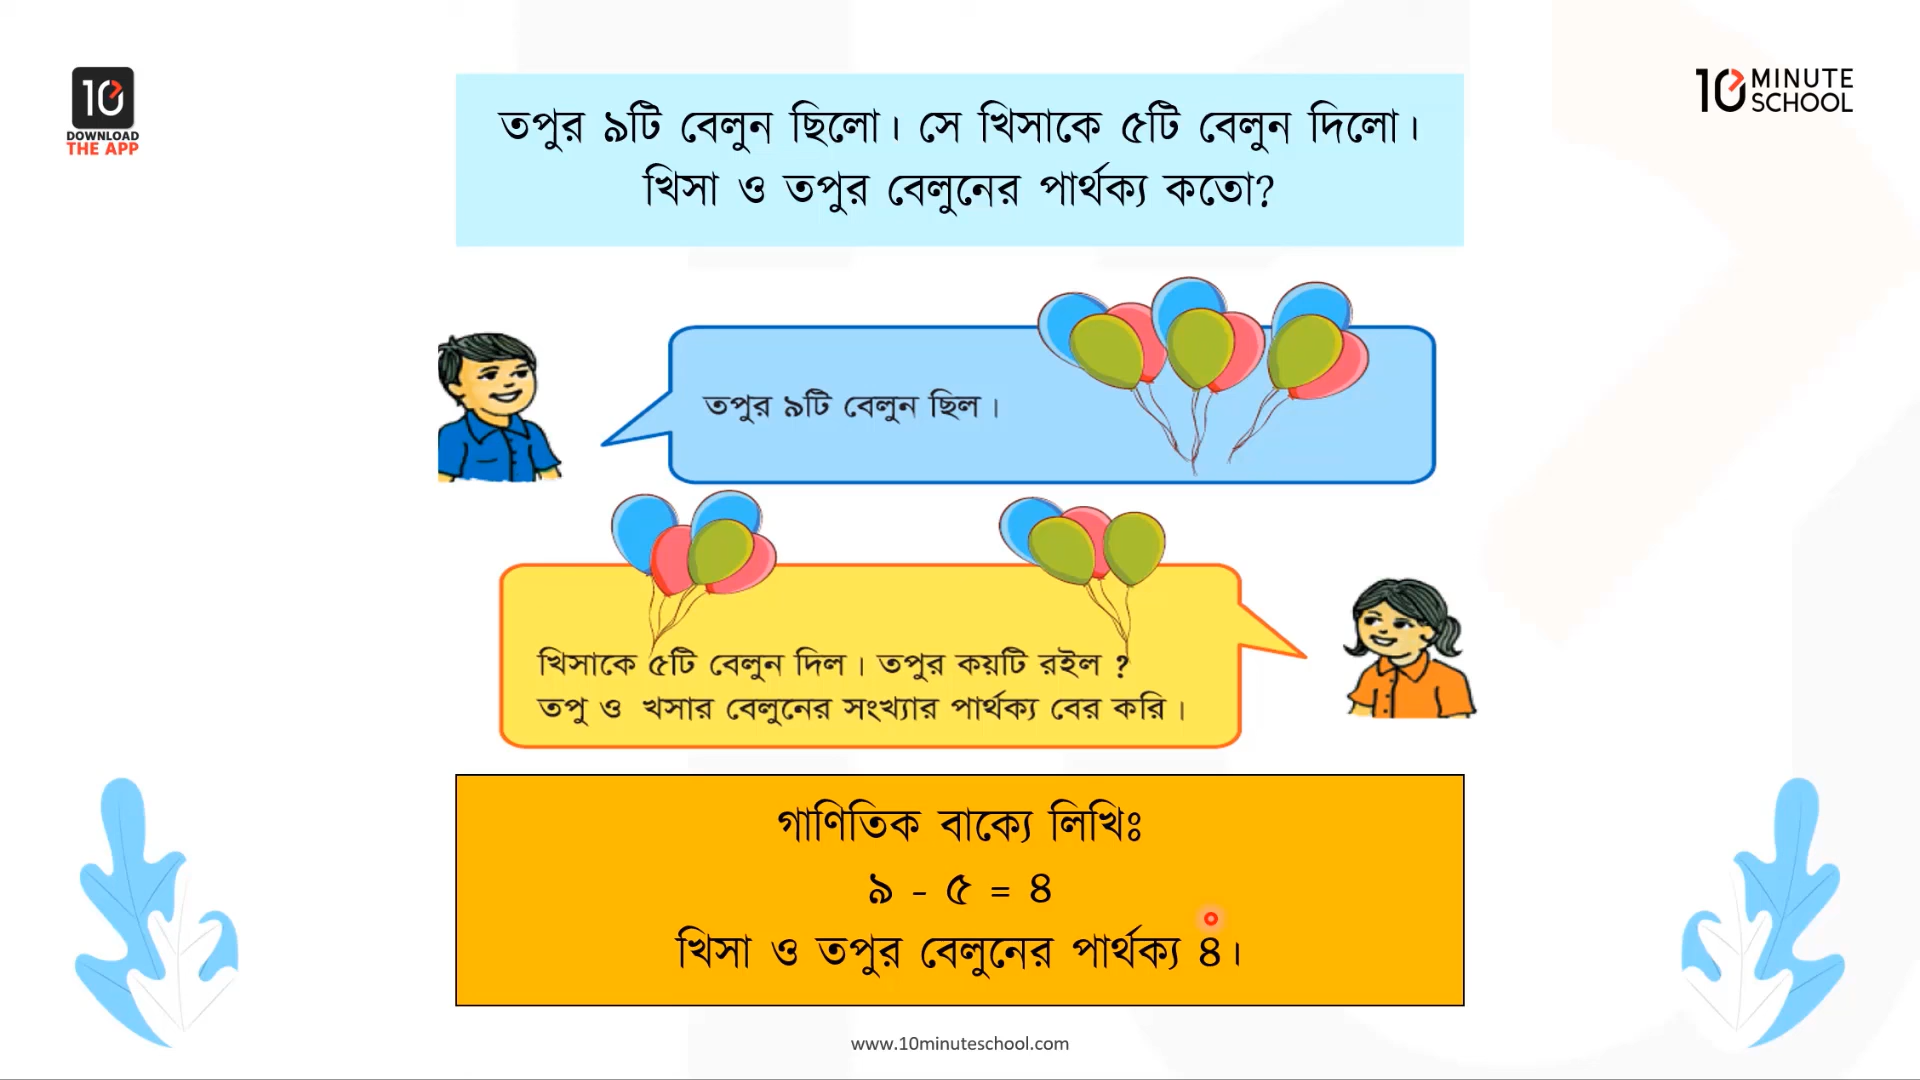 10
DOWNLOAD
THE APP
10 MINUTE
SCHOOL
তপুর ৯টি বেলুন ছিলো। সে খিসাকে ৫টি বেলুন দিলো।
খিসা ও তপুর বেলুনের পার্থক্য কতো?
তপুর ৯টি বেলুন ছিল।
খিসাকে ৫টি বেলুন দিল। তপুর কয়টি রইল ?
তপু ও খসার বেলুনের সংখ্যার পার্থক্য বের করি।
গাণিতিক বাক্যে লিখিঃ
৯ - ৫ = ৪
খিসা ও তপুর বেলুনের পার্থক্য ৪।
www.10minuteschool.com